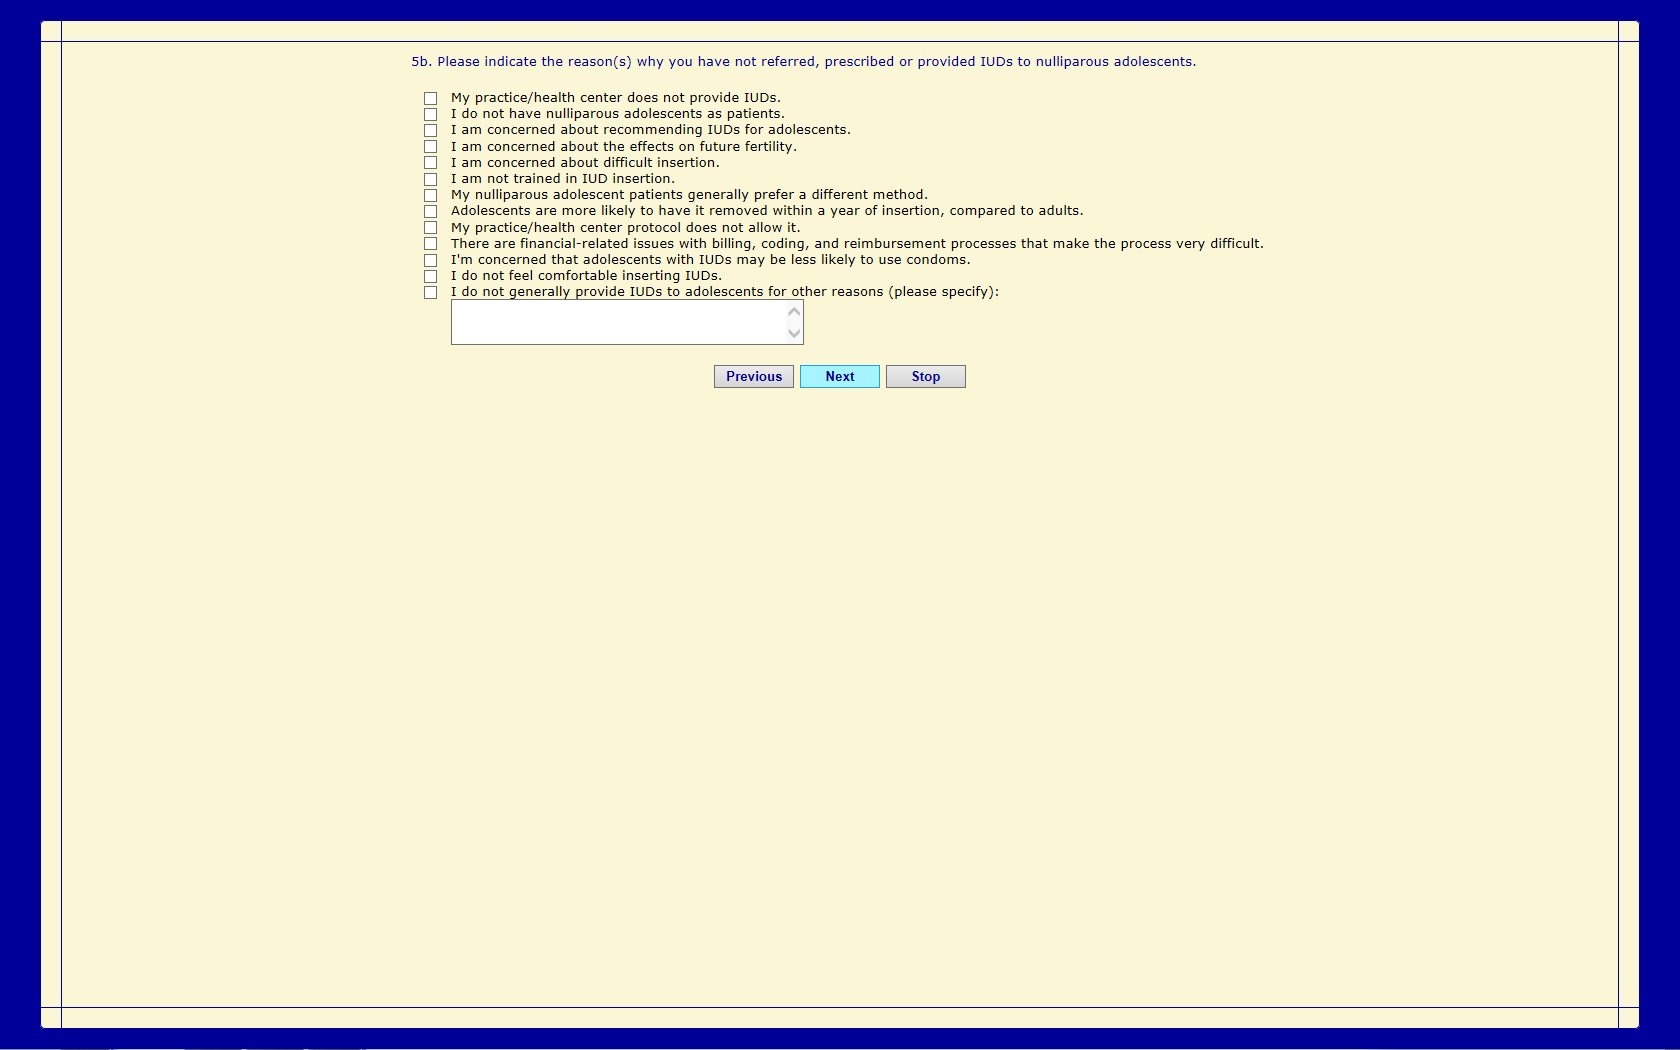 5b. Please indicate the reason(s) why you have not referred, prescribed or provided IUDs to nulliparous adolescents.
My practice/health center does not provide IUDs.
I do not have nulliparous adolescents as patients.
I am concerned about recommending IUDs for adolescents.
I am concerned about the effects on future fertility.
I am concerned about difficult insertion.
I am not trained in IUD insertion.
My nulliparous adolescent patients generally prefer a different method.
Adolescents are more likely to have it removed within a year of insertion, compared to adults.
My practice/health center protocol does not allow it.
There are financial-related issues with billing, coding, and reimbursement processes that make the process very difficult.
I'm concerned that adolescents with IUDs may be less likely to use condoms.
I do not feel comfortable inserting IUDs.
I do not generally provide IUDs to adolescents for other reasons (please specify):
Previous Next Stop